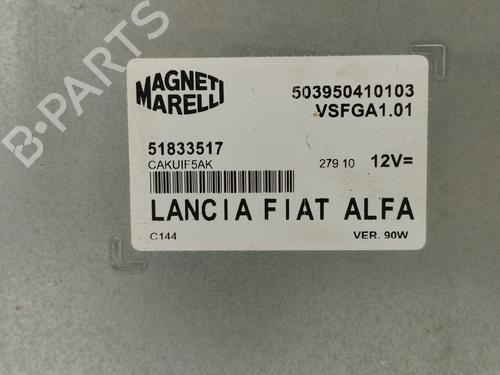 MAGNETI MARELLI
503950410103
VSFGA1.01
51833517
CAKUIF5AK
279 10 12V=
LANCIA FIAT ALFA
C144
VER. 90W
B-PARTS